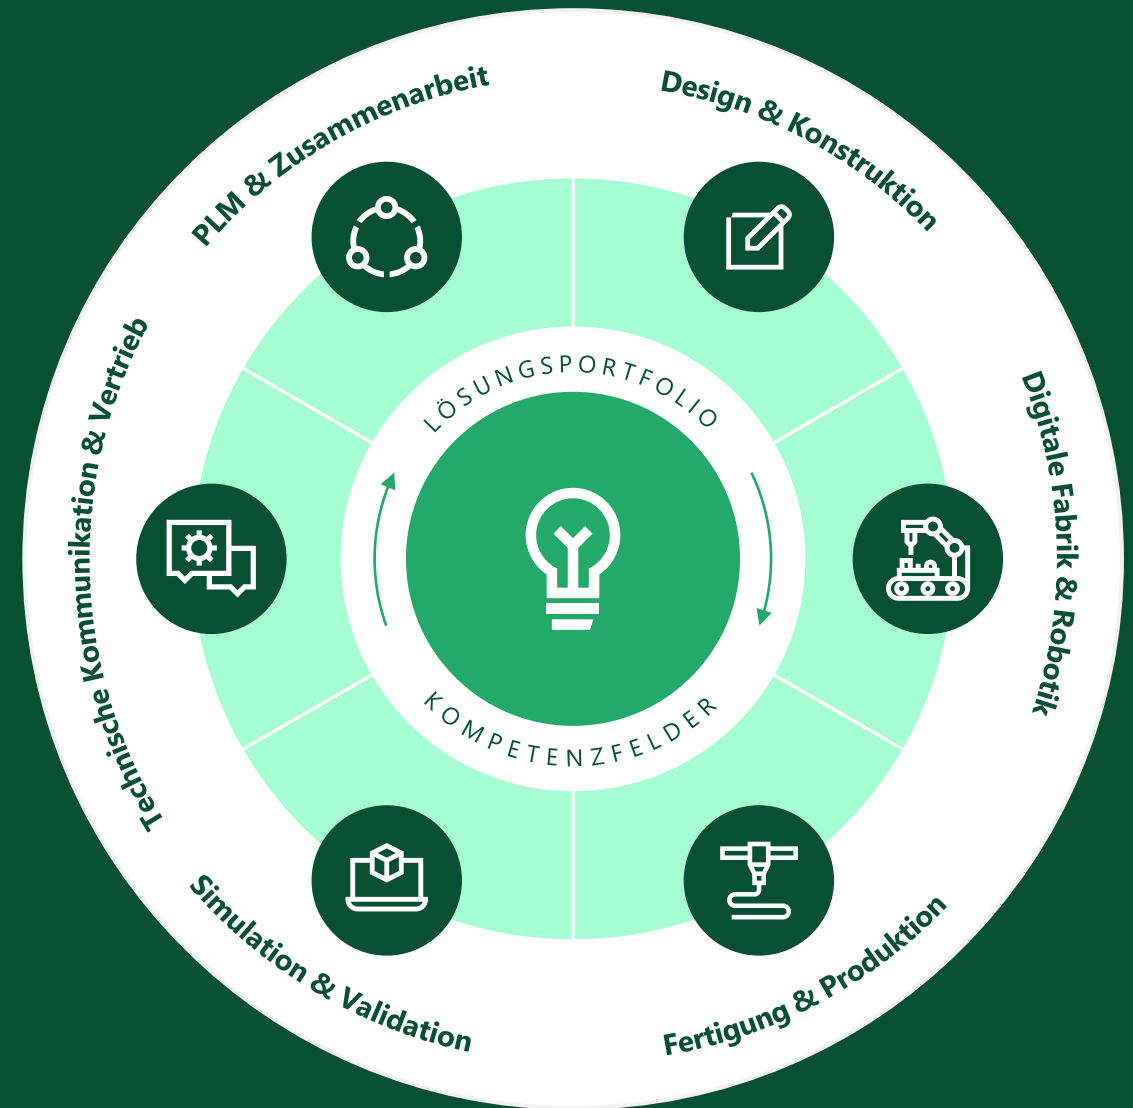 PLM & Zusammenarbeit
Design & Konstruktion
Digitale Fabrik & Robotik
Fertigung & Produktion
Simulation & Validation
Technische Kommunikation & Vertrieb
LÖSUNGSPORTFOLIO
KOMPETENZFELDER